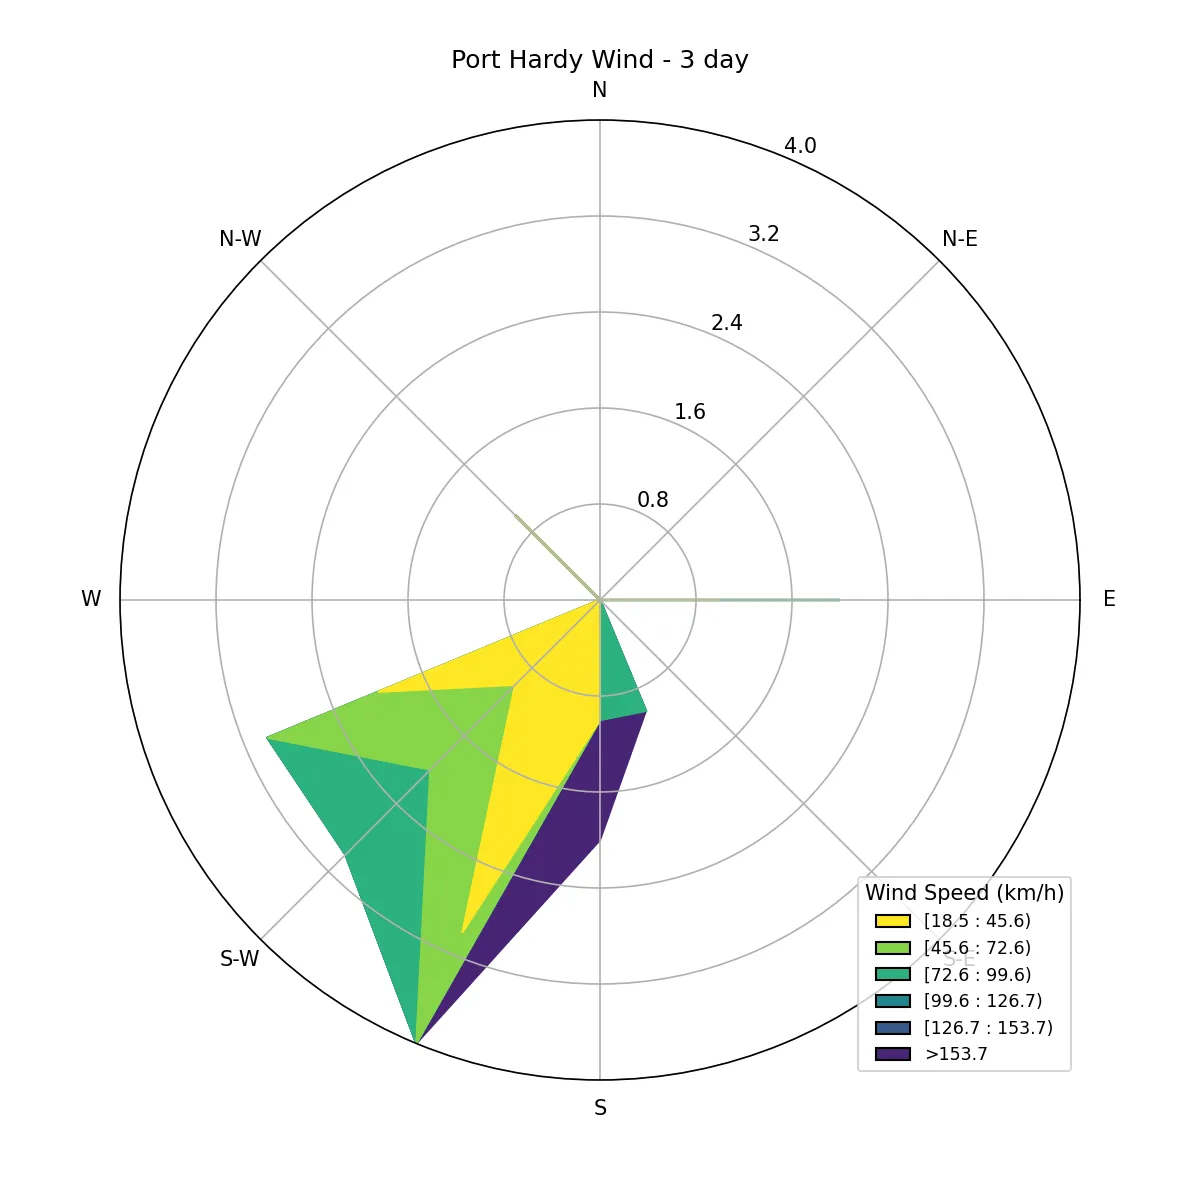 Port Hardy Wind - 3 day
N
4.0
N-W
3.2
N-E
2.4
1.6
0.8
W
E
Wind Speed (km/h)
[18.5 : 45.6)
[45.6 : 72.6)
S-W
S-E
[72.6 : 99.6)
[99.6 : 126.7)
[126.7 : 153.7)
>153.7
S